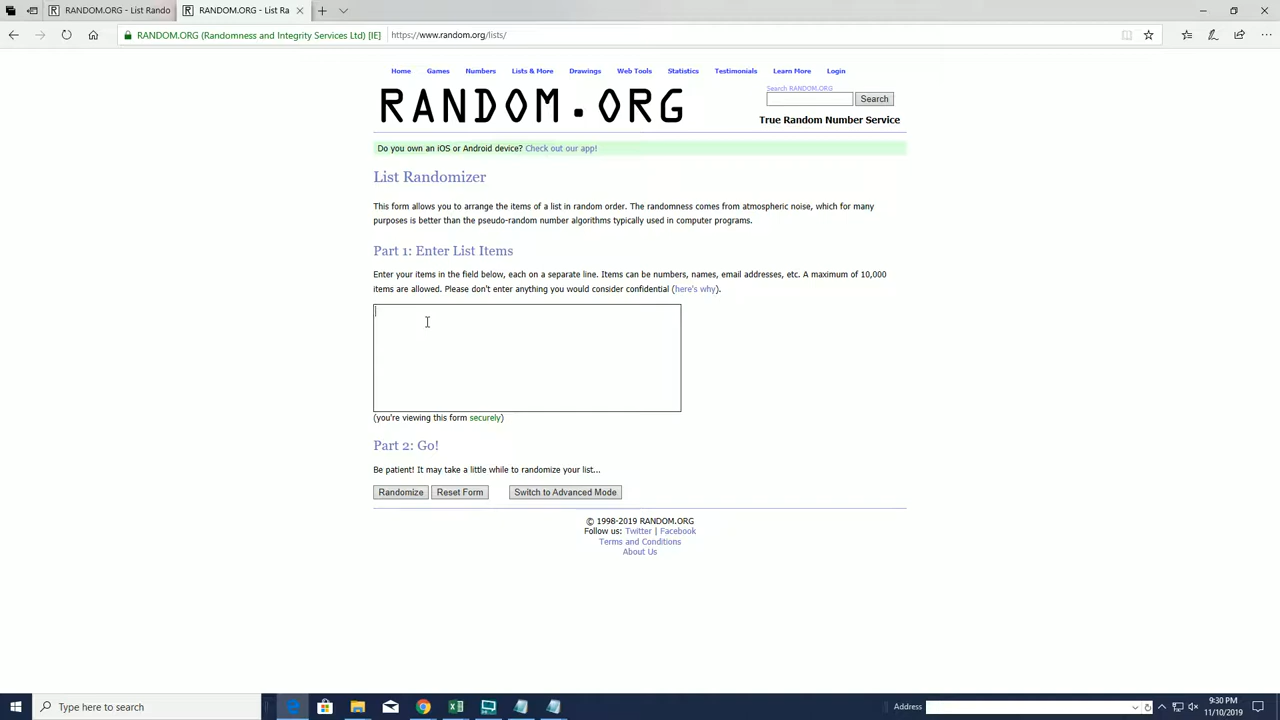 RANDOM.ORG - List Rando
RANDOM.ORG - List Ra
RANDOM.ORG (Randomness and Integrity Services Ltd) [IE]
https://www.random.org/lists/
Home Games Numbers Lists & More Drawings Web Tools Statistics Testimonials Learn More Login
RANDOM.ORG
Search RANDOM.ORG
Search
True Random Number Service
Do you own an iOS or Android device? Check out our app!
List Randomizer
This form allows you to arrange the items of a list in random order. The randomness comes from atmospheric noise, which for many
purposes is better than the pseudo-random number algorithms typically used in computer programs.
Part 1: Enter List Items
Enter your items in the field below, each on a separate line. Items can be numbers, names, email addresses, etc. A maximum of 10,000
items are allowed. Please don't enter anything you would consider confidential (here's why).
(you're viewing this form securely)
Part 2: Go!
Be patient! It may take a little while to randomize your list...
Randomize Reset Form Switch to Advanced Mode
© 1998-2019 RANDOM.ORG
Follow us: Twitter | Facebook
Terms and Conditions
About Us
Type here to search
Address
9:30 PM
11/10/2019